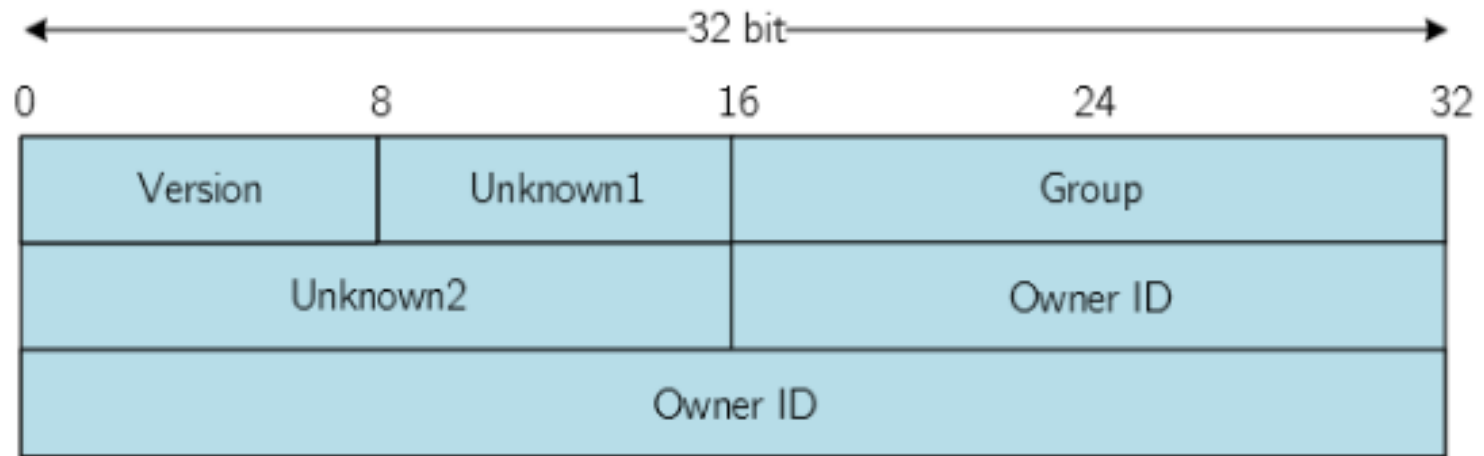 32 bit
0 8 16 24 32
Version Unknown1 Group
Unknown2 Owner ID
Owner ID